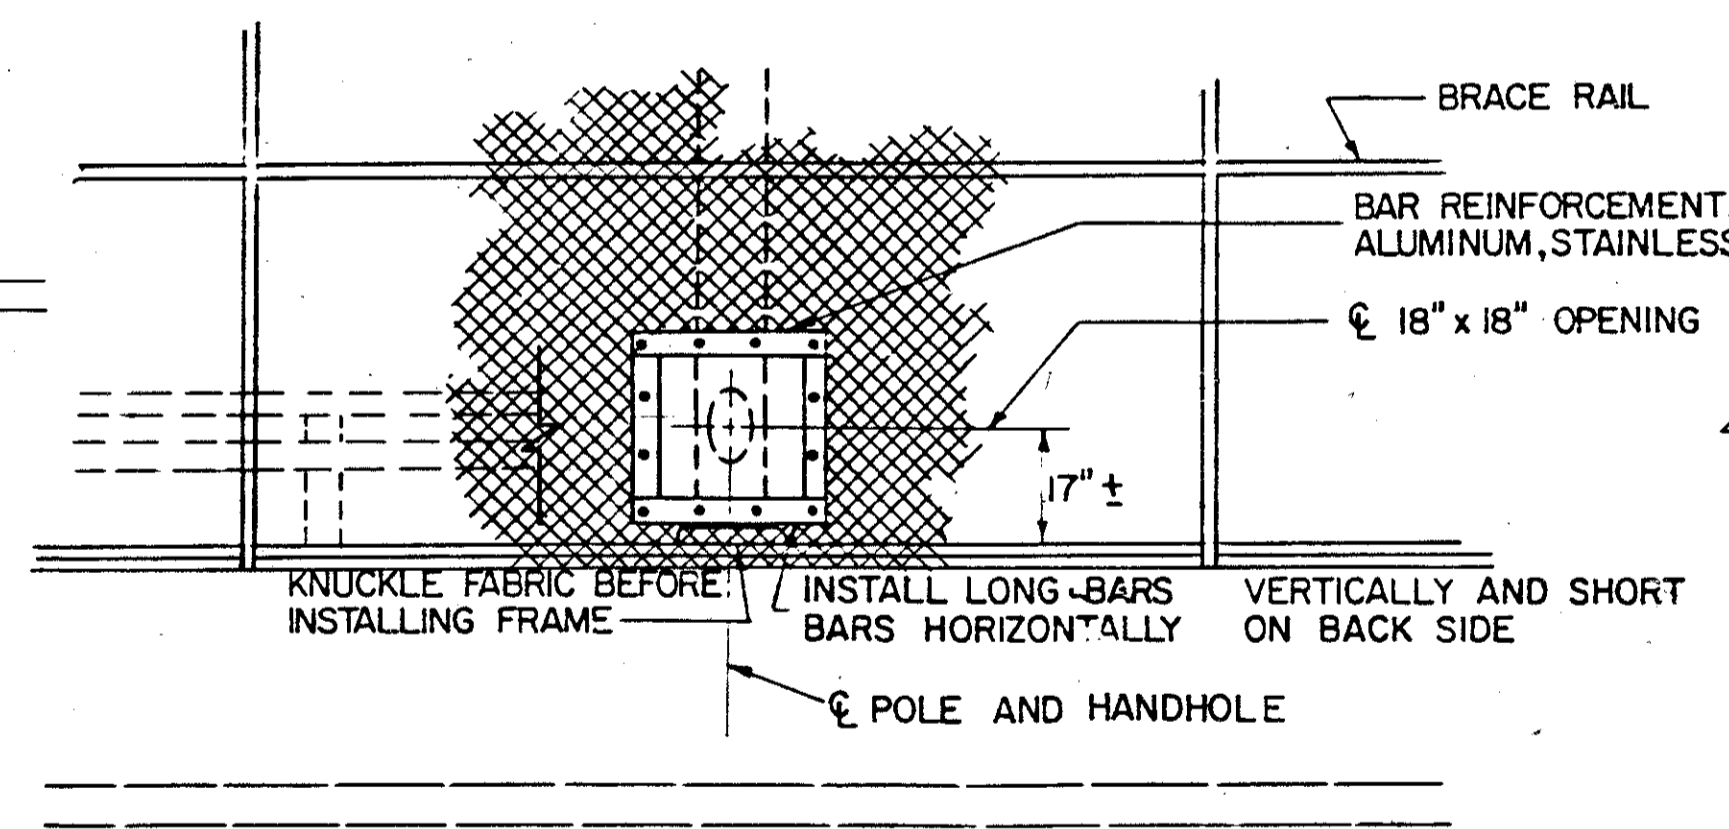 BRACE RAIL
BAR REINFORCEMENT
ALUMINUM, STAINLESS
℄ 18" x 18" OPENING
17" ±
KNUCKLE FABRIC BEFORE
INSTALLING FRAME
INSTALL LONG BARS VERTICALLY AND SHORT
BARS HORIZONTALLY ON BACK SIDE
℄ POLE AND HANDHOLE